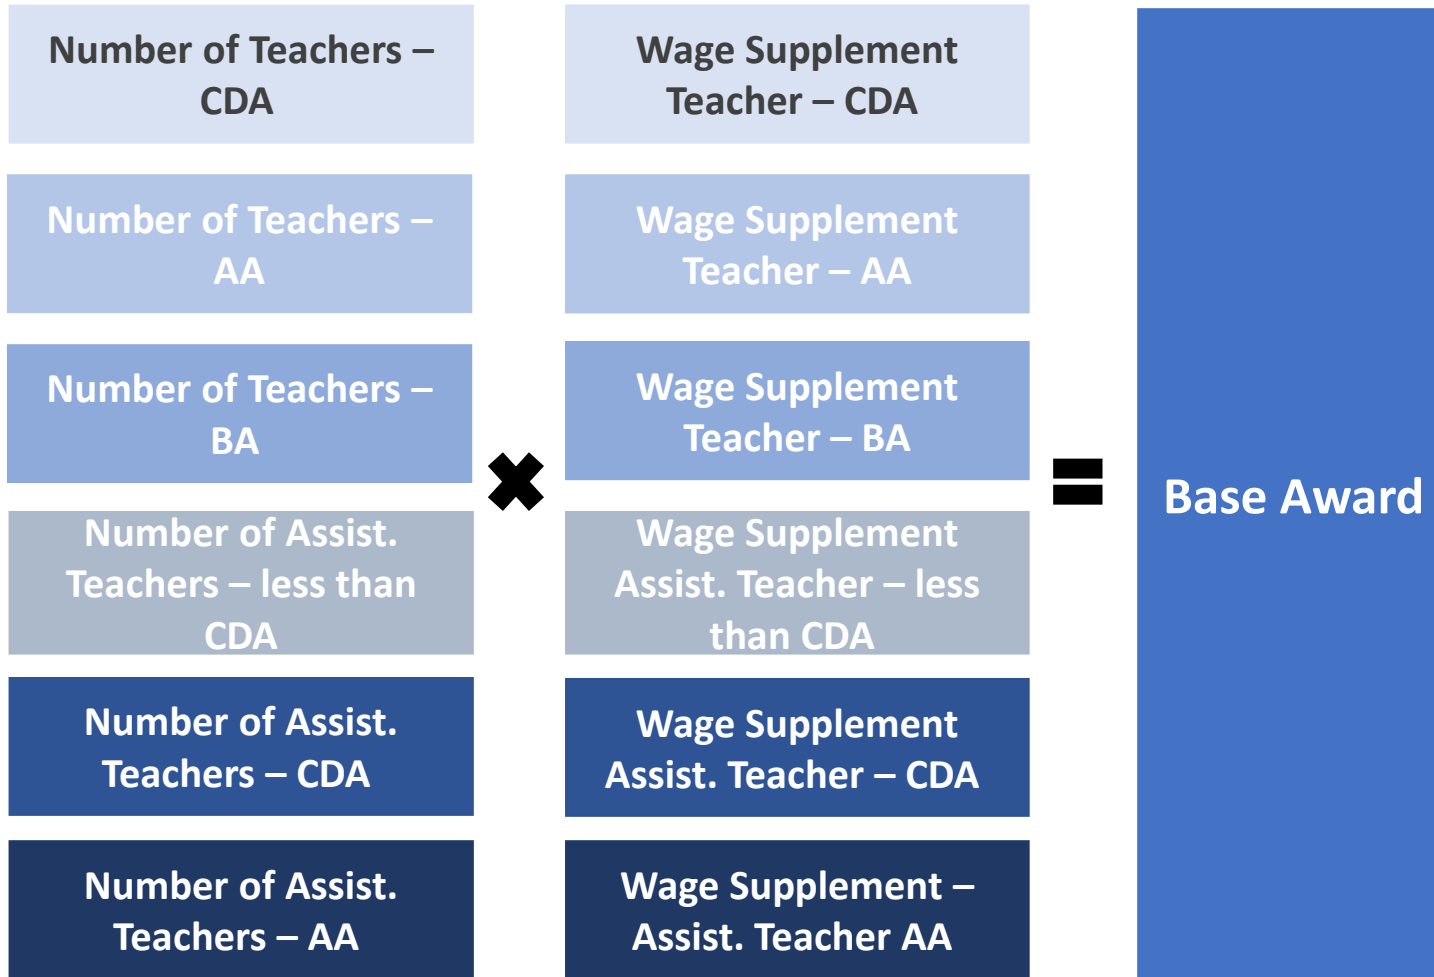 Number of Teachers –
CDA
Wage Supplement
Teacher – CDA
Number of Teachers –
AA
Wage Supplement
Teacher – AA
Number of Teachers –
BA
Wage Supplement
Teacher – BA
Number of Assist.
Teachers – less than
CDA
Wage Supplement
Assist. Teacher – less
than CDA
Number of Assist.
Teachers – CDA
Wage Supplement
Assist. Teacher – CDA
Number of Assist.
Teachers – AA
Wage Supplement –
Assist. Teacher AA
Base Award